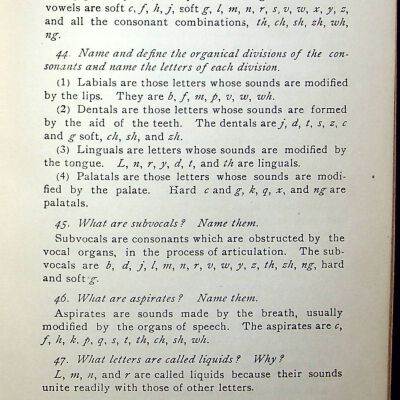 vowels are soft c, f, h, j, soft g, l, m, n, r, s, v, w, x, y, z,
and all the consonant combinations, th, ch, sh, zh, wh,
ng.
44. Name and define the organical divisions of the con-
sonants and name the letters of each division.
(1) Labials are those letters whose sounds are modified
by the lips. They are b, f, m, p, v, w, wh.
(2) Dentals are those letters whose sounds are formed
by the aid of the teeth. The dentals are j, d, t, s, z, c
and g soft, ch, sh, and zh.
(3) Linguals are letters whose sounds are modified by
the tongue. L, n, r, y, d, t, and th are linguals.
(4) Palatals are those letters whose sounds are modi-
fied by the palate. Hard c and g, k, q, x, and ng are
palatals.
45. What are subvocals? Name them.
Subvocals are consonants which are obstructed by the
vocal organs, in the process of articulation. The sub-
vocals are b, d, j, l, m, n, r, v, w, y, z, th, zh, ng, hard
and soft g.
46. What are aspirates? Name them.
Aspirates are sounds made by the breath, usually
modified by the organs of speech. The aspirates are c,
f, h, k, p, q, s, t, th, ch, sh, wh.
47. What letters are called liquids? Why?
L, m, n, and r are called liquids because their sounds
unite readily with those of other letters.